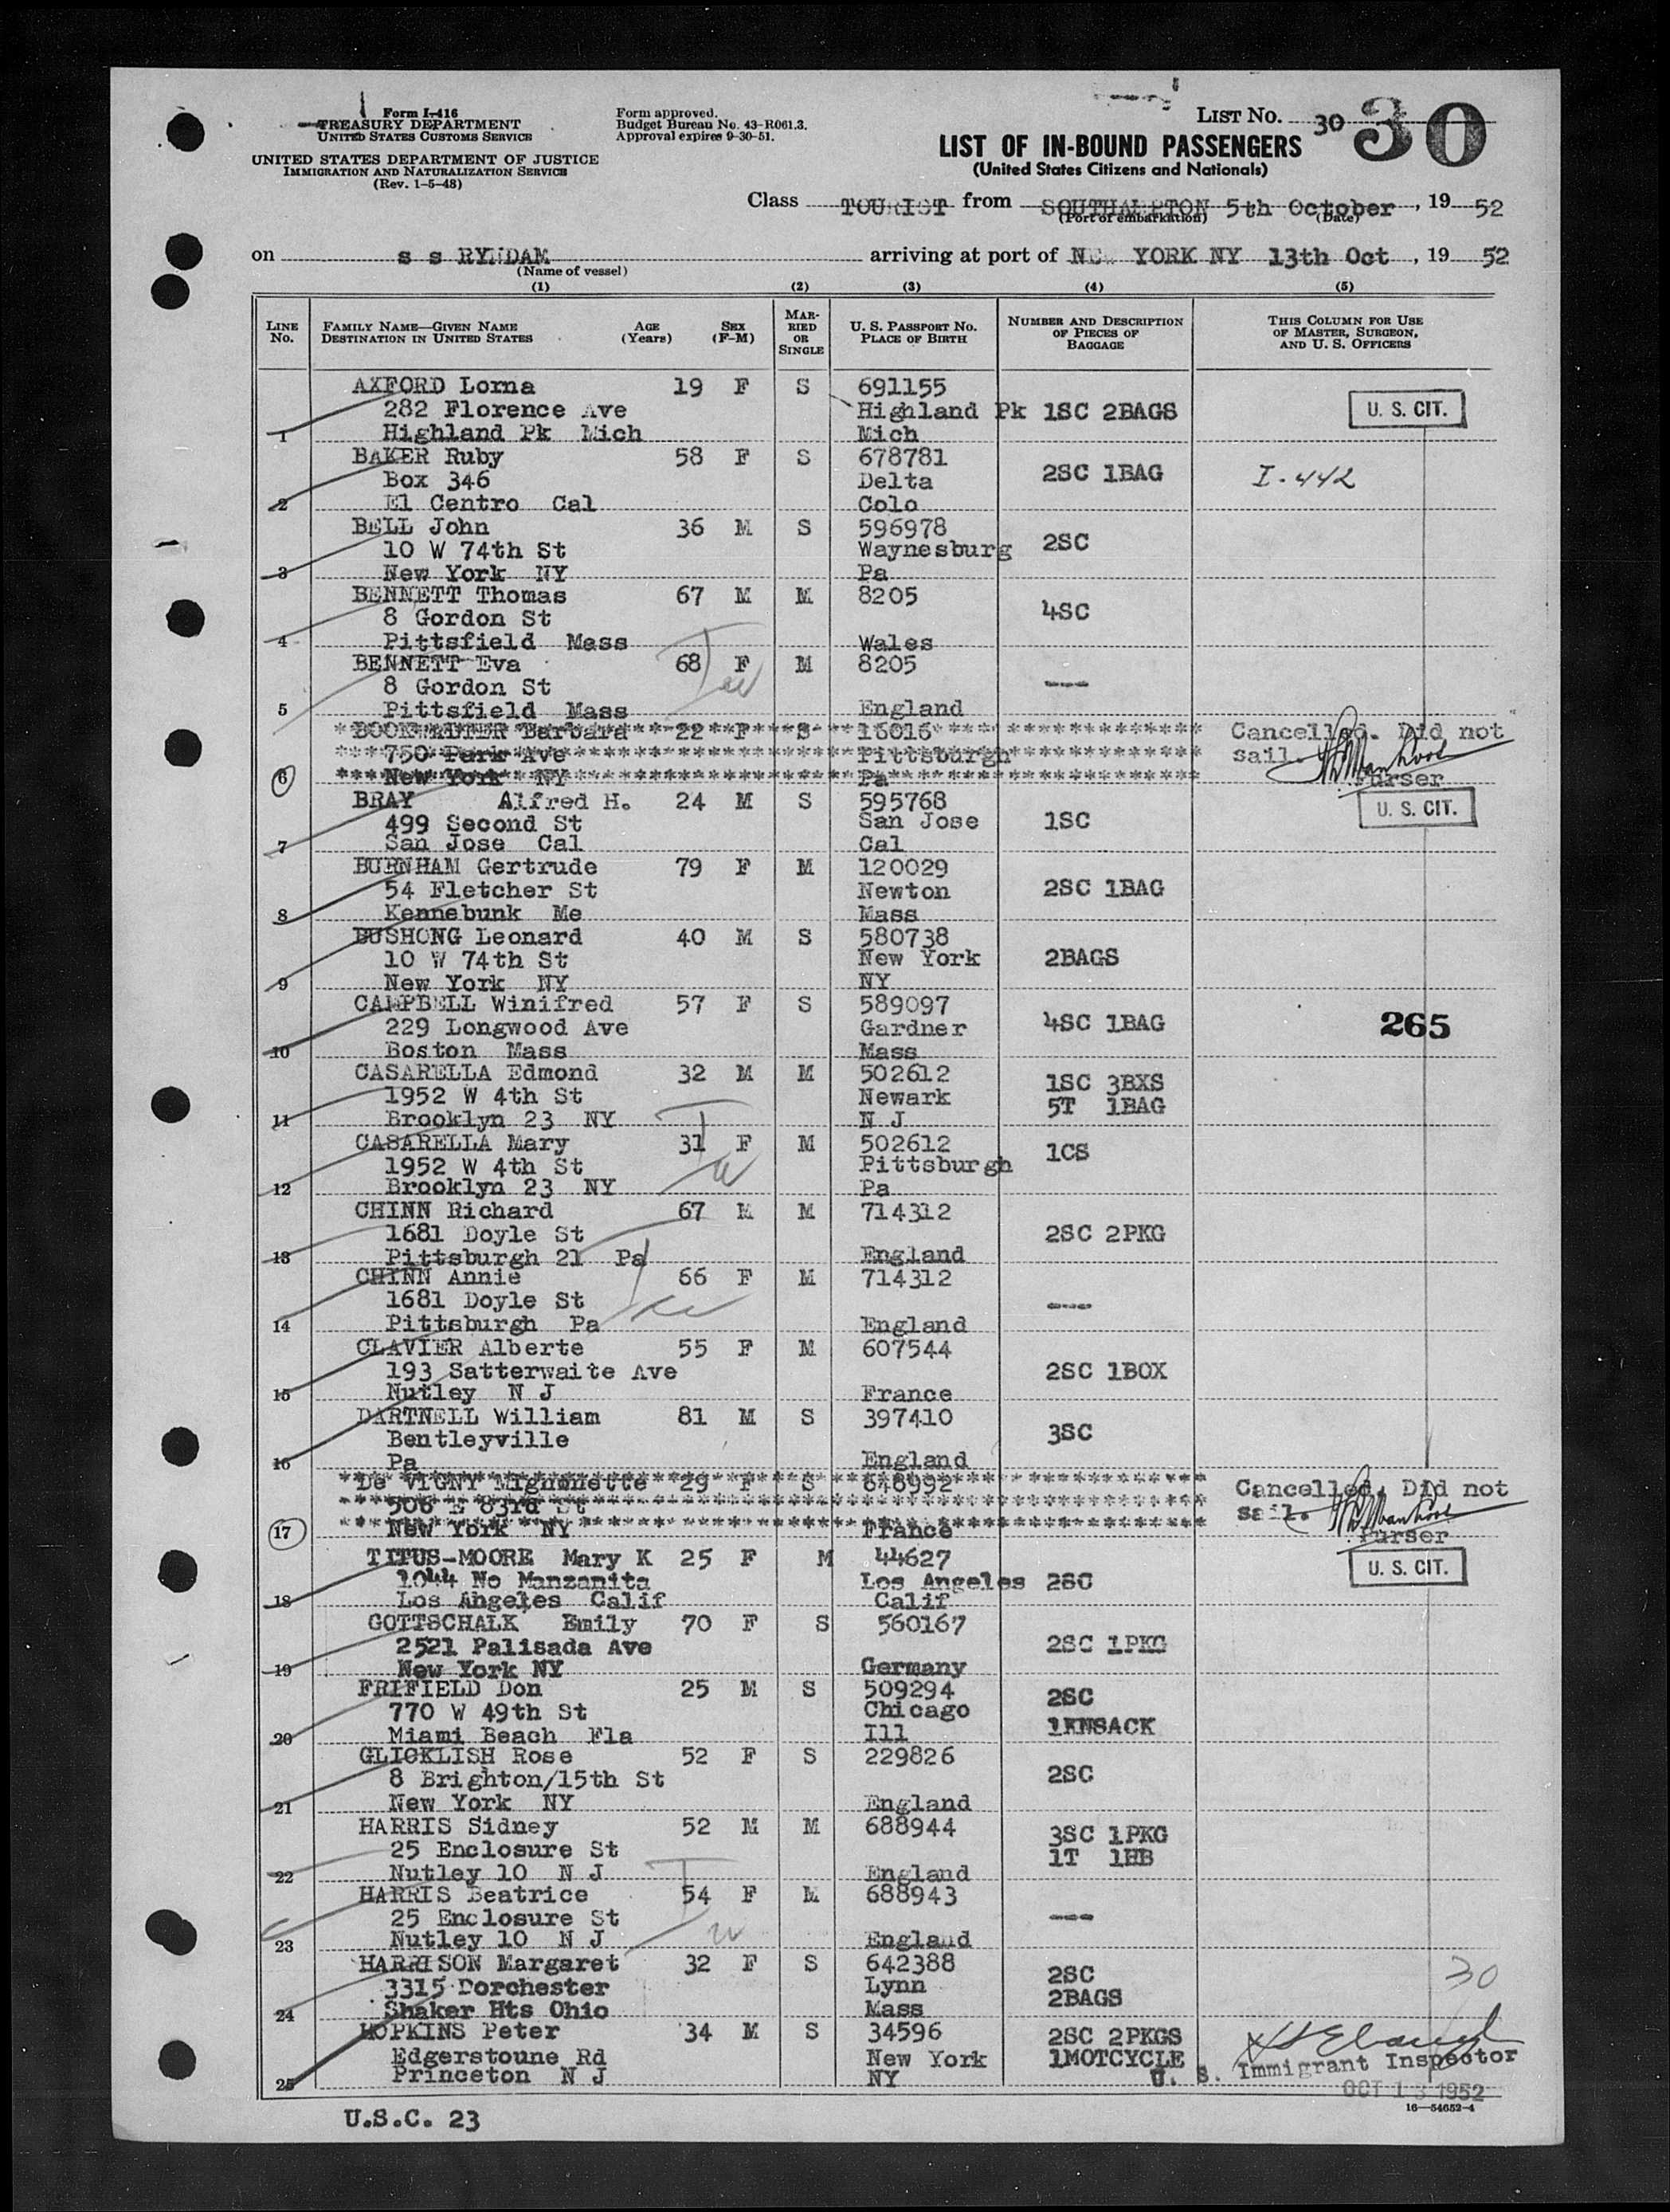 Form I-416
TREASURY DEPARTMENT
UNITED STATES CUSTOMS SERVICE
UNITED STATES DEPARTMENT OF JUSTICE
IMMIGRATION AND NATURALIZATION SERVICE
(Rev. 1-5-48)
Form approved.
Budget Bureau No. 43-R061.3.
Approval expires 9-30-51.
LIST NO. 30 30
LIST OF IN-BOUND PASSENGERS
(United States Citizens and Nationals)
Class TOURIST from SOUTHAMPTON 5th October, 19 52
(Port of embarkation) (Date)
on s s RYNDAM arriving at port of NEW YORK NY 13th Oct, 19 52
(Name of vessel)
(1) (2) (3) (4) (5)
LINE NO. FAMILY NAME—GIVEN NAME DESTINATION IN UNITED STATES AGE (Years) SEX (F-M) MARRIED OR SINGLE U. S. PASSPORT NO. PLACE OF BIRTH NUMBER AND DESCRIPTION OF PIECES OF BAGGAGE THIS COLUMN FOR USE OF MASTER, SURGEON, AND U. S. OFFICERS
AXFORD Lorna 19 F S 691155
282 Florence Ave Highland Pk 1SC 2BAGS U. S. CIT.
1 Highland Pk Mich Mich
BAKER Ruby 58 F S 678781
Box 346 Delta 2SC 1BAG I-442
2 El Centro Cal Colo
BELL John 36 M S 596978
10 W 74th St Waynesburg 2SC
3 New York NY Pa
BENNETT Thomas 67 M M 8205
8 Gordon St 4SC
4 Pittsfield Mass Wales
BENNETT Eva 68 F M 8205
8 Gordon St ---
5 Pittsfield Mass England
BOOKWALTER Barbara 22 F S 16016 Cancelled. Did not
750 Park Ave Pittsburgh sail.
6 New York NY Pa Purser
BRAY Alfred H. 24 M S 595768 U. S. CIT.
499 Second St San Jose 1SC
7 San Jose Cal Cal
BURNHAM Gertrude 79 F M 120029
54 Fletcher St Newton 2SC 1BAG
8 Kennebunk Me Mass
BUSHONG Leonard 40 M S 580738
10 W 74th St New York 2BAGS
9 New York NY NY
CAMPBELL Winifred 57 F S 589097
229 Longwood Ave Gardner 4SC 1BAG 265
10 Boston Mass Mass
CASARELLA Edmond 32 M M 502612 1SC 3BXS
1952 W 4th St Newark 5T 1BAG
11 Brooklyn 23 NY N J
CASARELLA Mary 31 F M 502612 1CS
1952 W 4th St Pittsburgh
12 Brooklyn 23 NY Pa
CHINN Richard 67 M M 714312
1681 Doyle St 2SC 2PKG
13 Pittsburgh 21 Pa England
CHINN Annie 66 F M 714312
1681 Doyle St ---
14 Pittsburgh Pa England
CLAVIER Alberte 55 F M 607544
193 Satterwaite Ave 2SC 1BOX
15 Nutley N J France
DARTNELL William 81 M S 397410
Bentleyville 3SC
16 Pa England
De VIGNY Mignonette 29 F S 848992 Cancelled. Did not
306 E 83rd St sail.
17 New York NY France Purser
TITUS-MOORE Mary K 25 F M 44627 U. S. CIT.
1044 No Manzanita Los Angeles 2SC
18 Los Angeles Calif Calif
GOTTSCHALK Emily 70 F S 560167
2521 Palisada Ave 2SC 1PKG
19 New York NY Germany
FRIFIELD Don 25 M S 509294 2SC
770 W 49th St Chicago 1KNSACK
20 Miami Beach Fla Ill
GLICKLISH Rose 52 F S 229826
8 Brighton/15th St 2SC
21 New York NY England
HARRIS Sidney 52 M M 688944 3SC 1PKG
25 Enclosure St 1T 1HB
22 Nutley 10 N J England
HARRIS Beatrice 54 F M 688943
25 Enclosure St ---
23 Nutley 10 N J England
HARRISON Margaret 32 F S 642388 2SC 30
3315 Dorchester Lynn 2BAGS
24 Shaker Hts Ohio Mass
HOPKINS Peter 34 M S 34596 2SC 2PKGS
Edgerstoune Rd New York 1MOTCYCLE U. S. Immigrant Inspector
25 Princeton N J NY OCT 13 1952
16—54652-4
U.S.C. 23